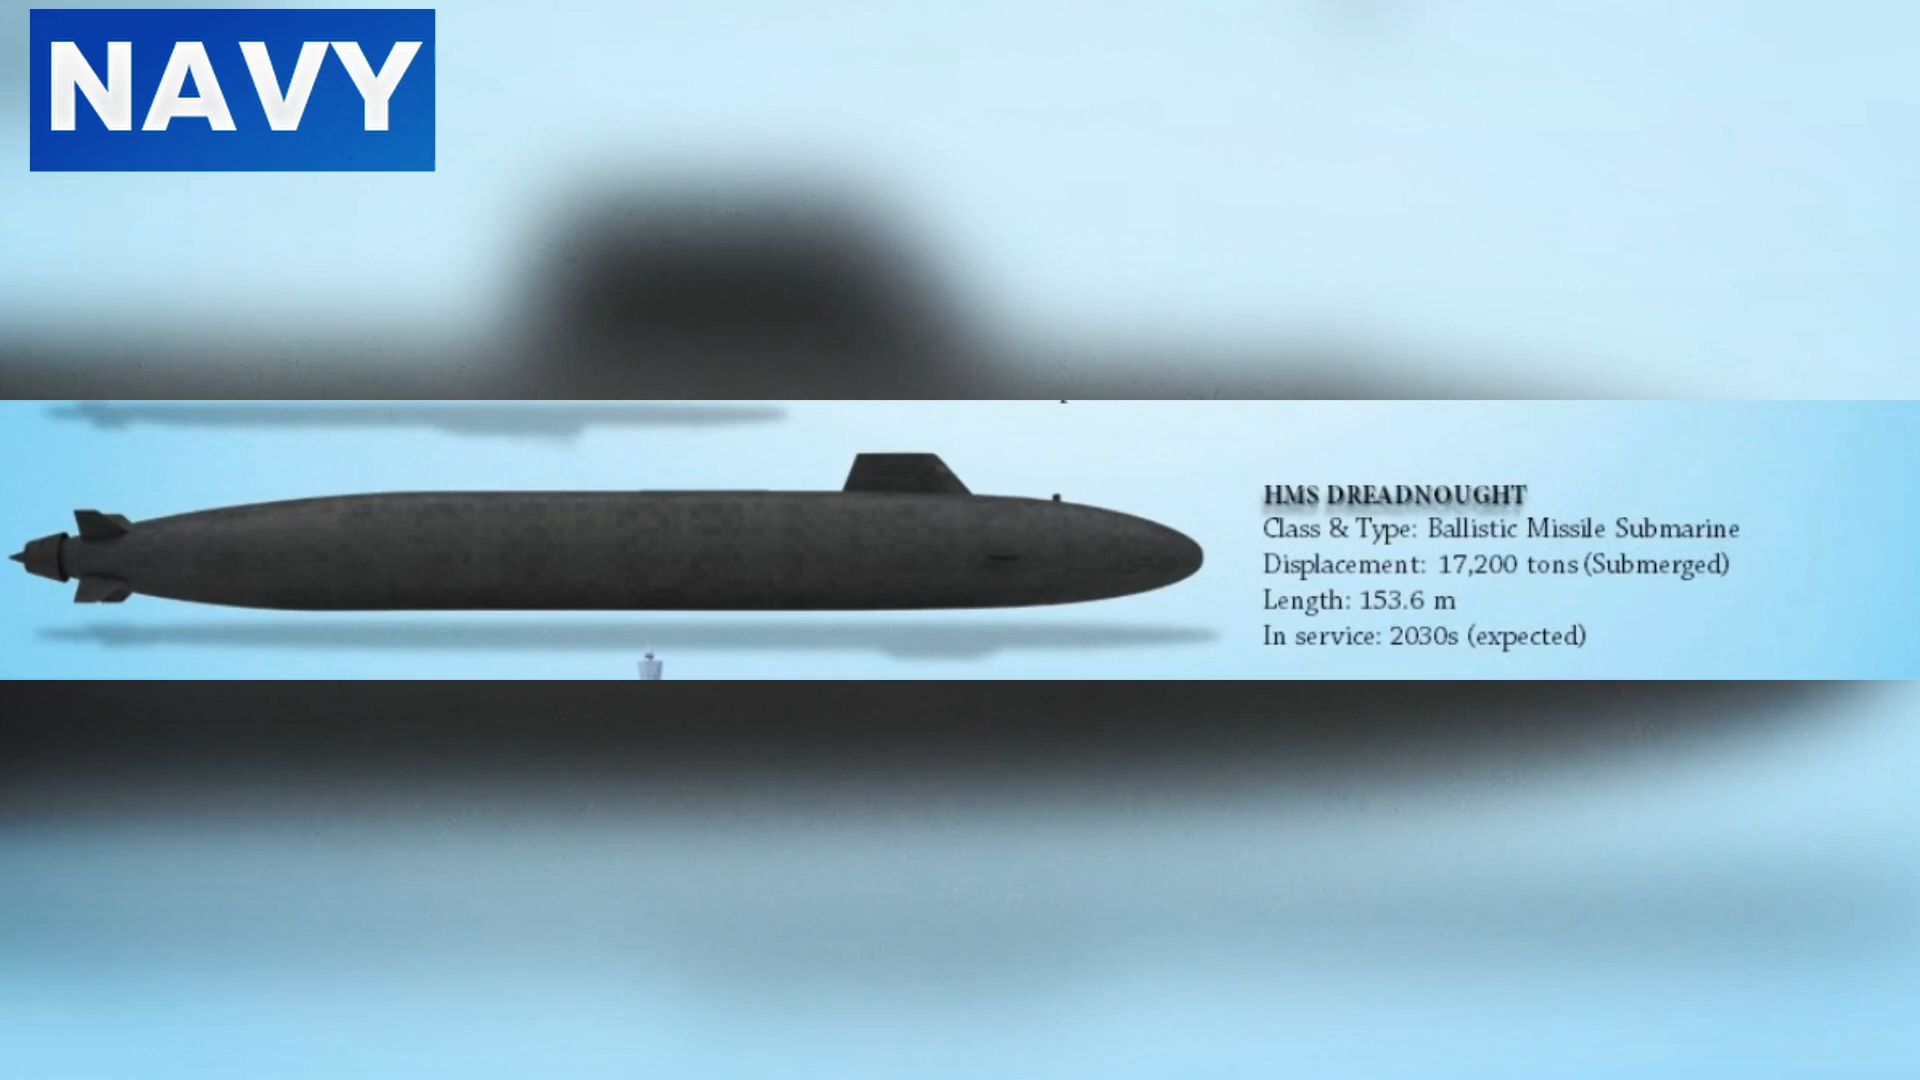 NAVY
HMS DREADNOUGHT
Class & Type: Ballistic Missile Submarine
Displacement: 17,200 tons (Submerged)
Length: 153.6 m
In service: 2030s (expected)